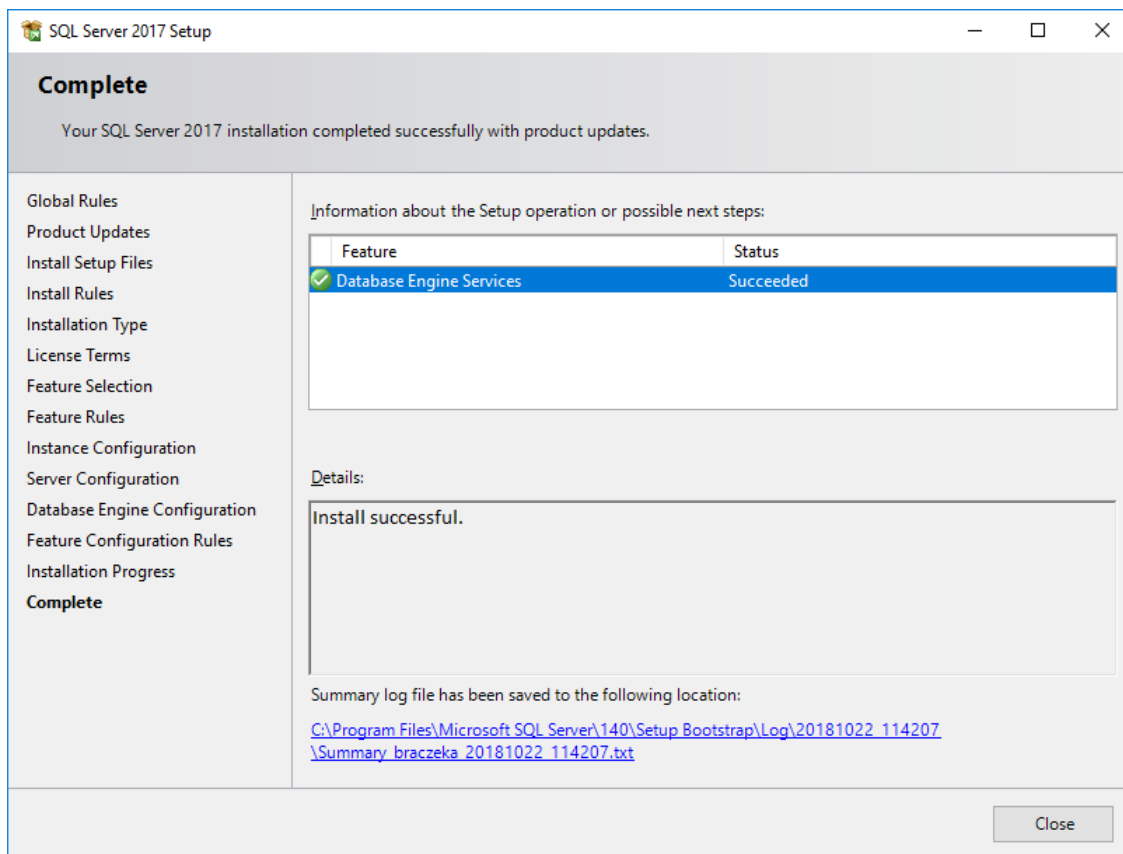 SQL Server 2017 Setup
Complete
Your SQL Server 2017 installation completed successfully with product updates.
Global Rules
Product Updates
Install Setup Files
Install Rules
Installation Type
License Terms
Feature Selection
Feature Rules
Instance Configuration
Server Configuration
Database Engine Configuration
Feature Configuration Rules
Installation Progress
Complete
Information about the Setup operation or possible next steps:
Feature Status
Database Engine Services Succeeded
Details:
Install successful.
Summary log file has been saved to the following location:
C:\Program Files\Microsoft SQL Server\140\Setup Bootstrap\Log\20181022_114207
\Summary_braczeka_20181022_114207.txt
Close